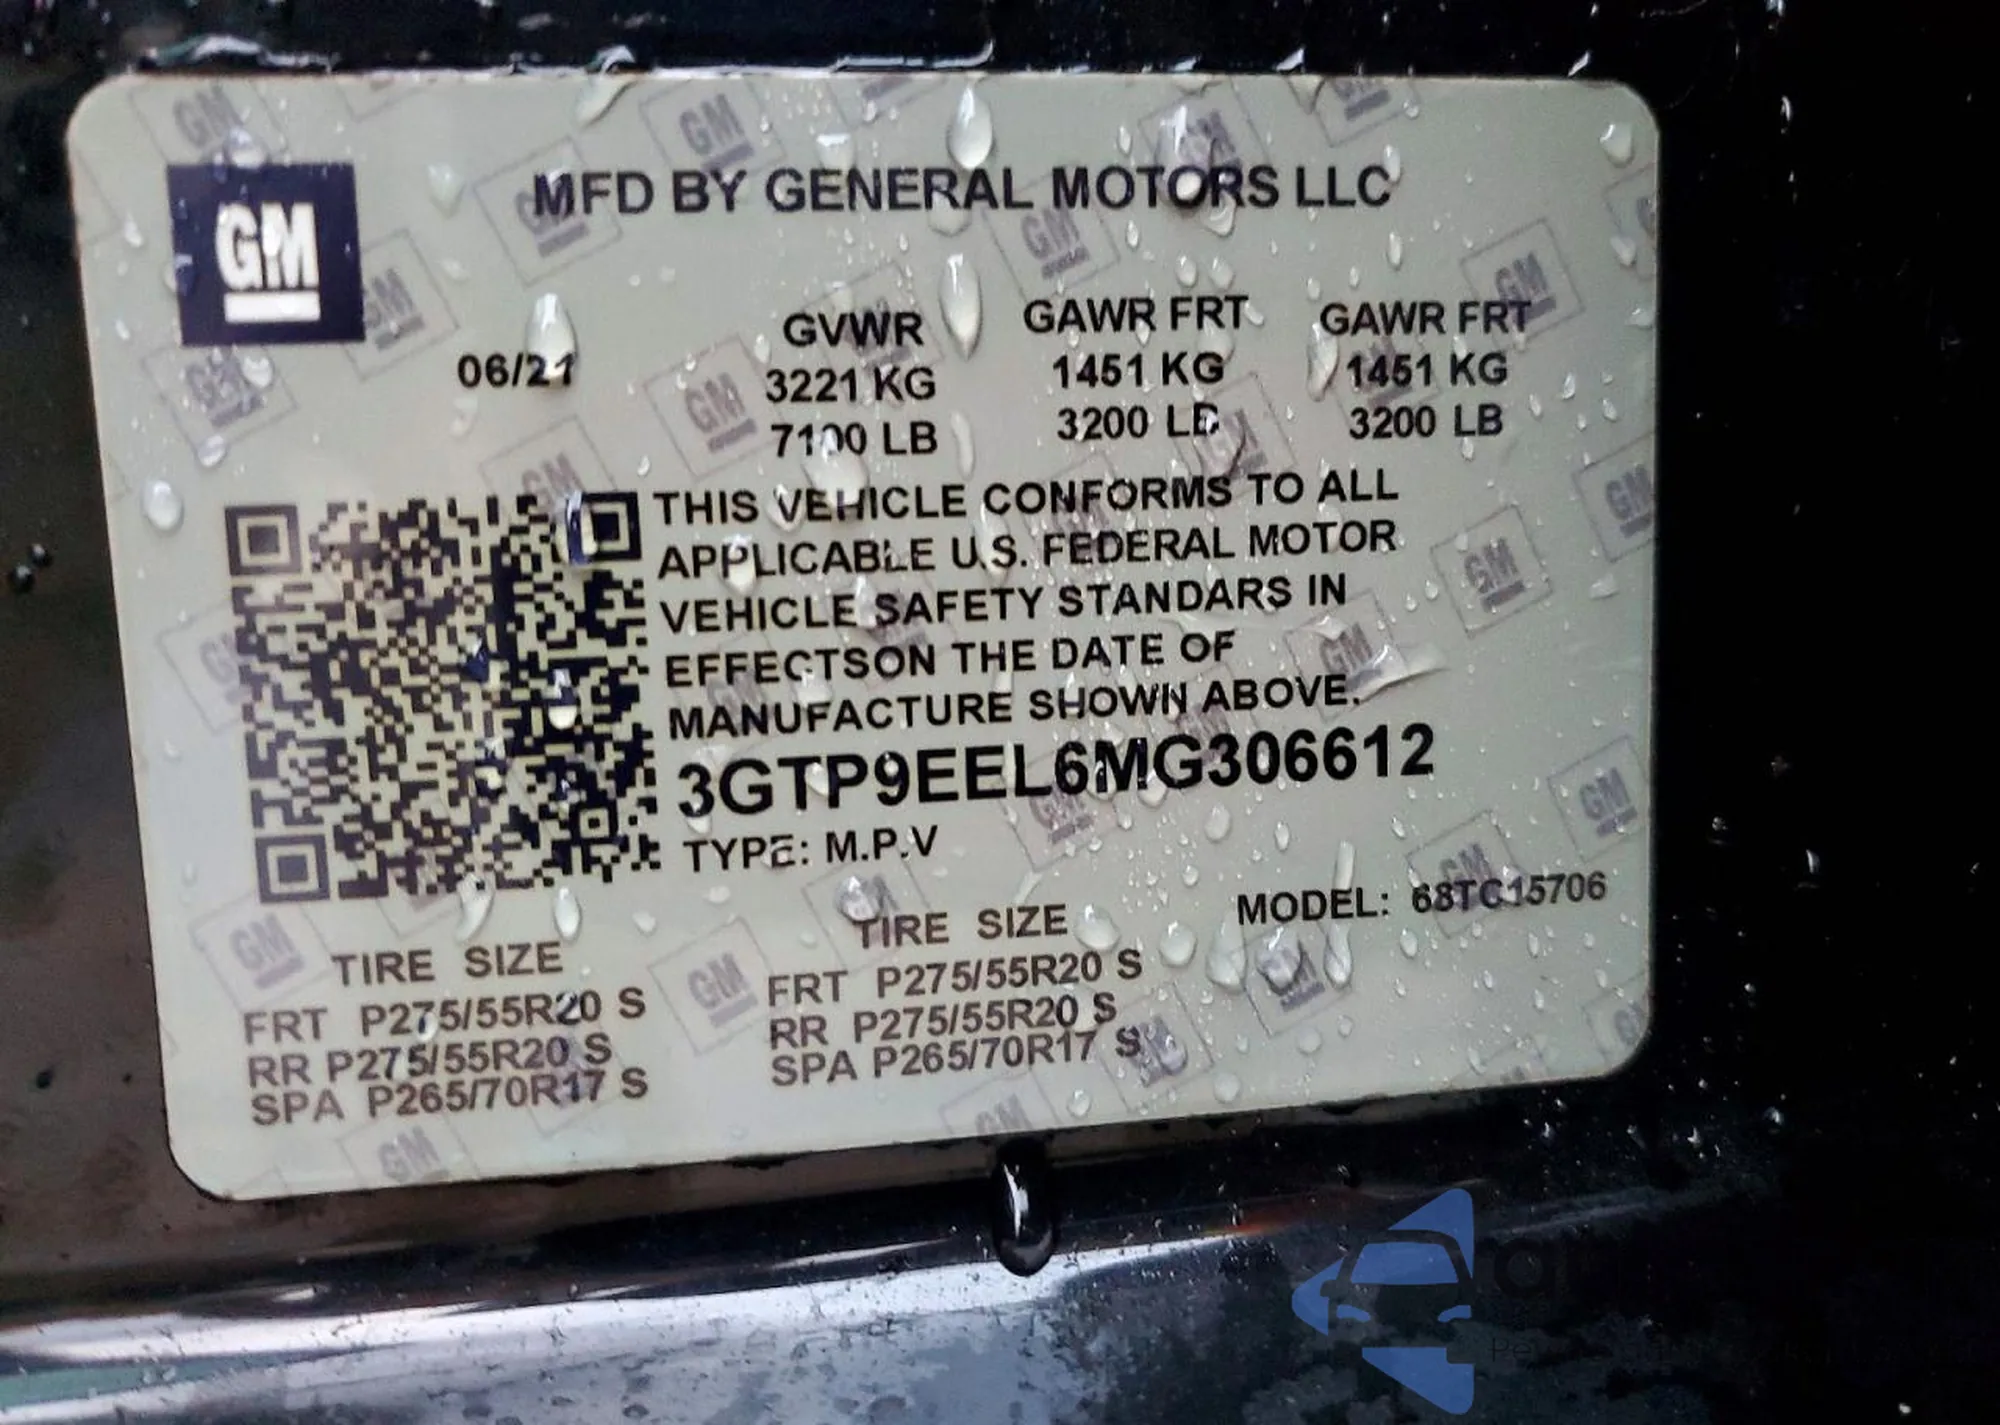 GM
MFD BY GENERAL MOTORS LLC
06/21
GVWR
3221 KG
7100 LB
GAWR FRT
1451 KG
3200 LB
GAWR FRT
1451 KG
3200 LB
THIS VEHICLE CONFORMS TO ALL
APPLICABLE U.S. FEDERAL MOTOR
VEHICLE SAFETY STANDARS IN
EFFECTSON THE DATE OF
MANUFACTURE SHOWN ABOVE.
3GTP9EEL6MG306612
TYPE: M.P.V
MODEL: 68TC15706
TIRE SIZE
FRT P275/55R20 S
RR P275/55R20 S
SPA P265/70R17 S
TIRE SIZE
FRT P275/55R20 S
RR P275/55R20 S
SPA P265/70R17 S